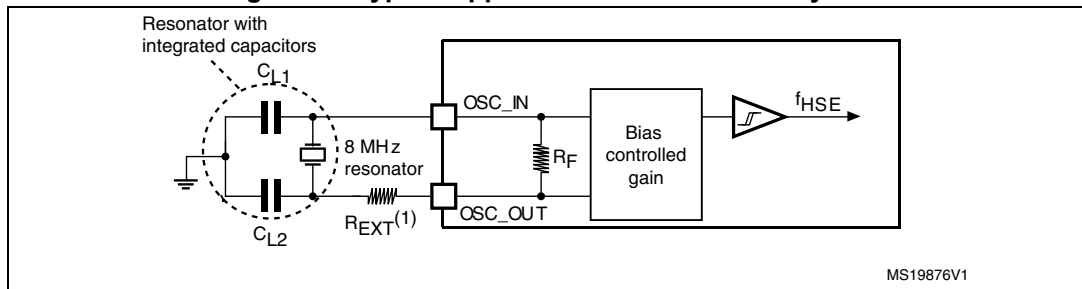 Resonator with
integrated capacitors
CL1
OSC_IN
fHSE
8 MHz
resonator
RF
Bias
controlled
gain
REXT(1)
OSC_OUT
CL2
MS19876V1